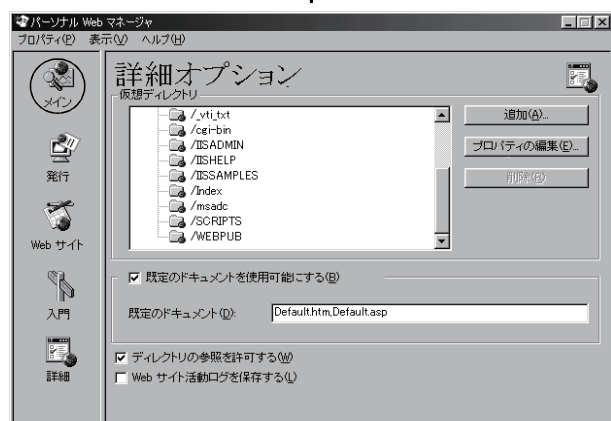 パーソナル Web マネージャ
プロパティ(P) 表示(V) ヘルプ(H)
メイン
発行
Web サイト
入門
詳細
詳細オプション
仮想ディレクトリ
/_vti_txt
/cgi-bin
/IISADMIN
/IISHELP
/IISSAMPLES
/Index
/msadc
/SCRIPTS
/WEBPUB
追加(A)...
プロパティの編集(E)...
削除(R)
既定のドキュメントを使用可能にする(B)
既定のドキュメント(D):
Default.htm,Default.asp
ディレクトリの参照を許可する(W)
Web サイト活動ログを保存する(L)